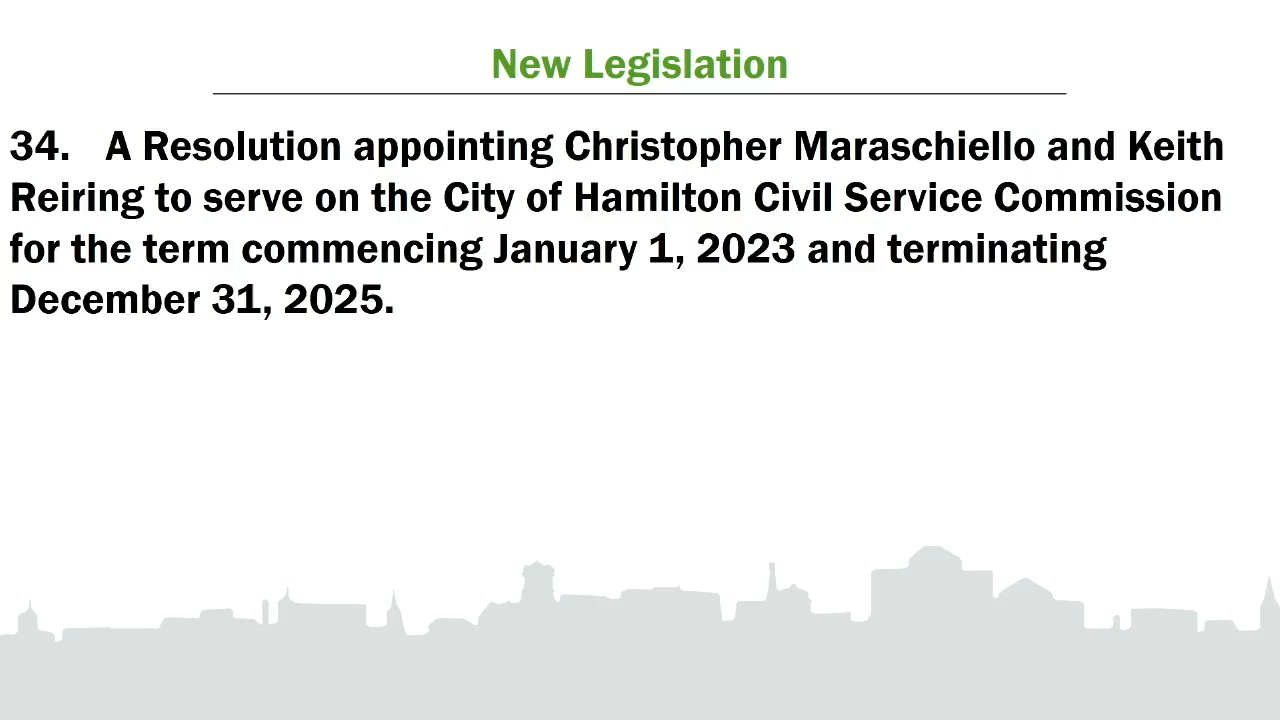 New Legislation
34. A Resolution appointing Christopher Maraschiello and Keith
Reiring to serve on the City of Hamilton Civil Service Commission
for the term commencing January 1, 2023 and terminating
December 31, 2025.